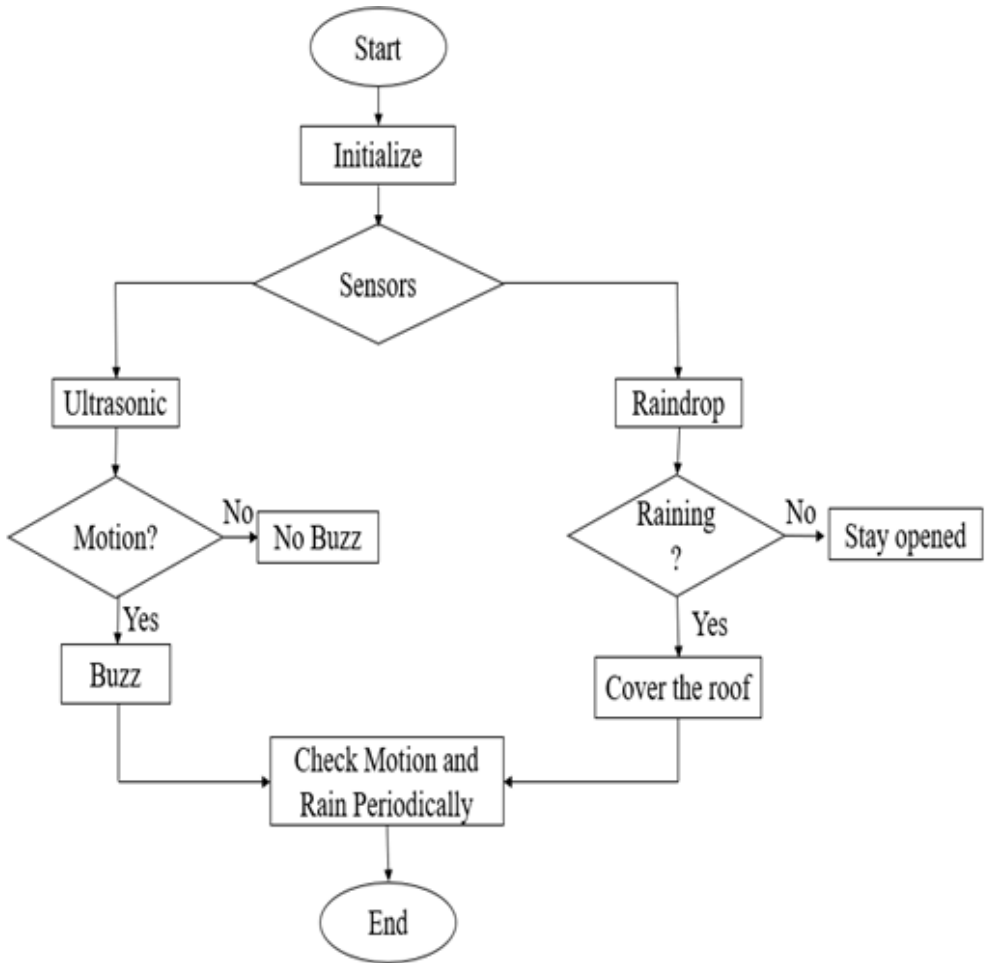 Start
Initialize
Sensors
Ultrasonic
Raindrop
Motion?
No
No Buzz
Raining
?
No
Stay opened
Yes
Yes
Buzz
Cover the roof
Check Motion and
Rain Periodically
End